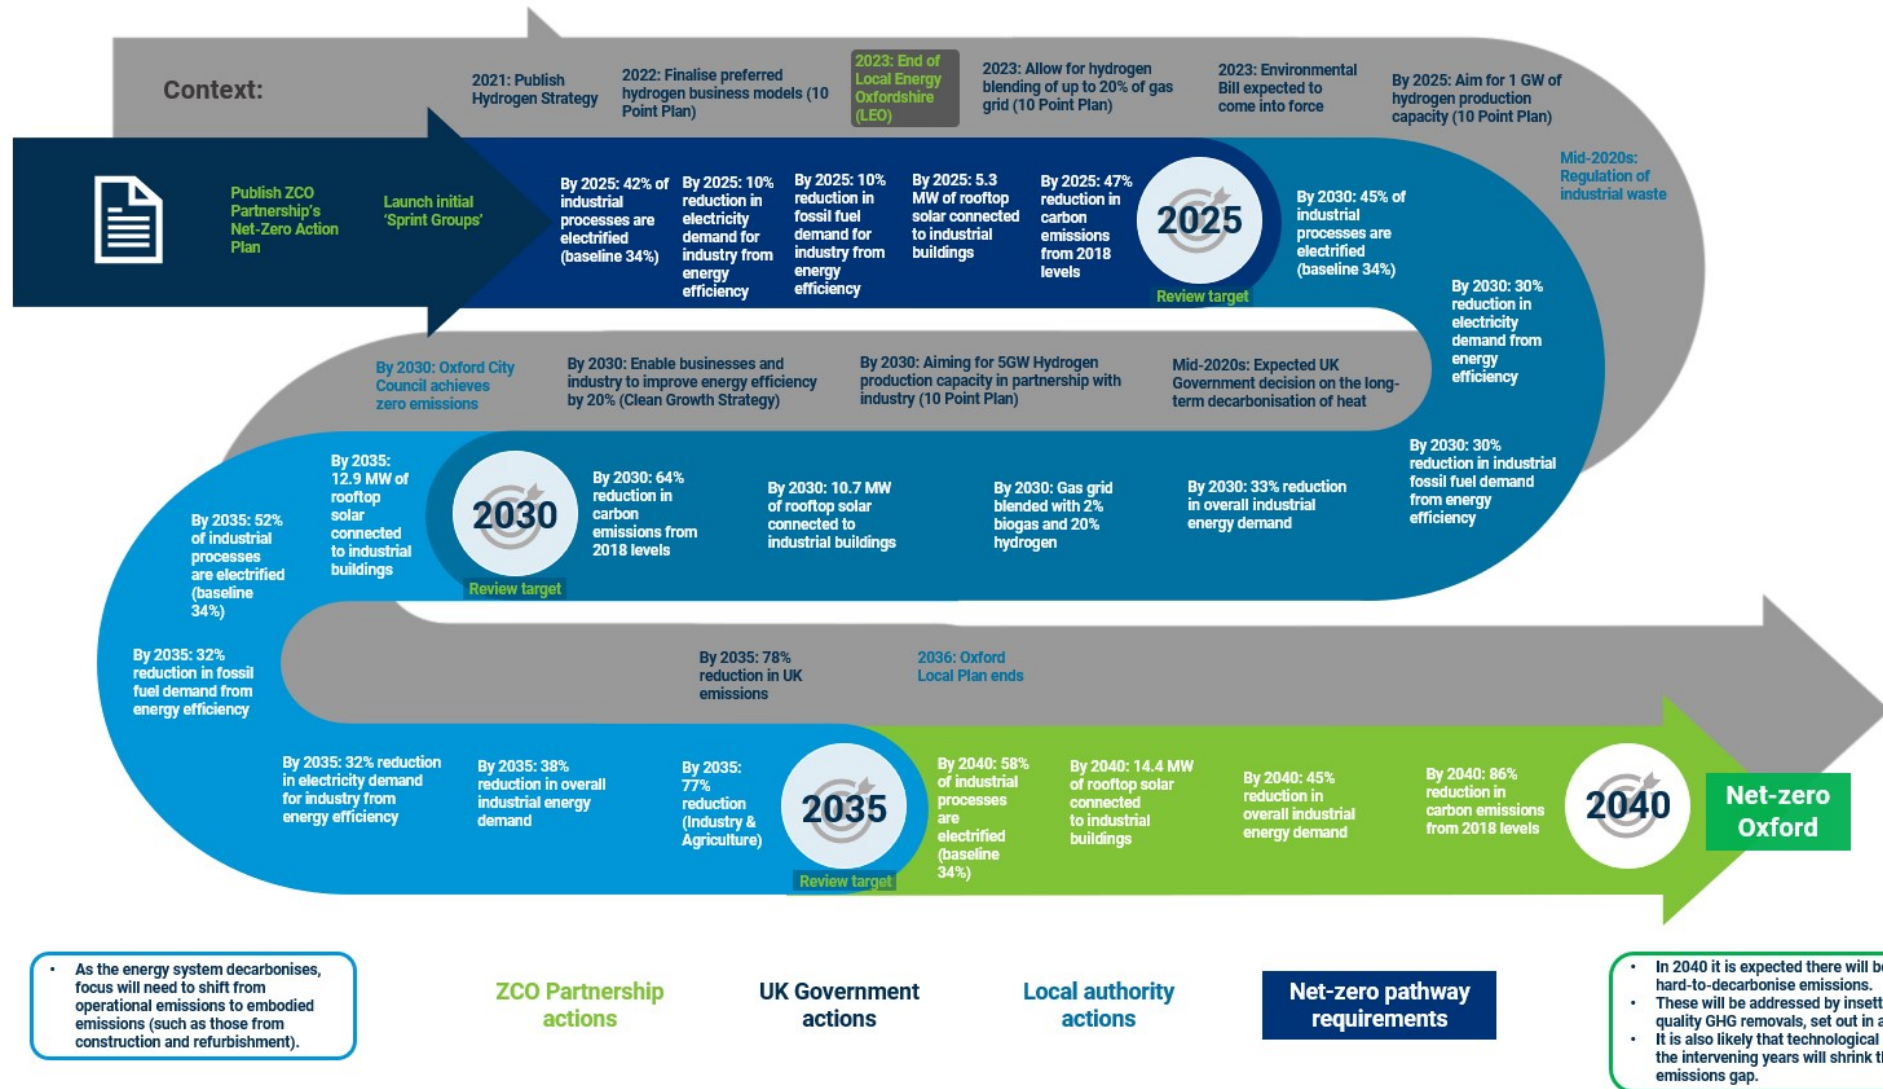 Context:
2021: Publish
Hydrogen Strategy
2022: Finalise preferred
hydrogen business models (10
Point Plan)
2023: End of
Local Energy
Oxfordshire
(LEO)
2023: Allow for hydrogen
blending of up to 20% of gas
grid (10 Point Plan)
2023: Environmental
Bill expected to
come into force
By 2025: Aim for 1 GW of
hydrogen production
capacity (10 Point Plan)
Mid-2020s:
Regulation of
industrial waste
Publish ZCO
Partnership's
Net-Zero Action
Plan
Launch initial
'Sprint Groups'
By 2025: 42% of
industrial
processes are
electrified
(baseline 34%)
By 2025: 10%
reduction in
electricity
demand for
industry from
energy
efficiency
By 2025: 10%
reduction in
fossil fuel
demand for
industry from
energy
efficiency
By 2025: 5.3
MW of rooftop
solar connected
to industrial
buildings
By 2025: 47%
reduction in
carbon
emissions
from 2018
levels
2025
Review target
By 2030: 45% of
industrial
processes are
electrified
(baseline 34%)
By 2030: 30%
reduction in
electricity
demand from
energy
efficiency
By 2030: Oxford City
Council achieves
zero emissions
By 2030: Enable businesses and
industry to improve energy efficiency
by 20% (Clean Growth Strategy)
By 2030: Aiming for 5GW Hydrogen
production capacity in partnership with
industry (10 Point Plan)
Mid-2020s: Expected UK
Government decision on the long-
term decarbonisation of heat
By 2030: 30%
reduction in industrial
fossil fuel demand
from energy
efficiency
By 2030: 33% reduction
in overall industrial
energy demand
By 2030: Gas grid
blended with 2%
biogas and 20%
hydrogen
By 2030: 10.7 MW
of rooftop solar
connected to
industrial buildings
By 2030: 64%
reduction in
carbon
emissions from
2018 levels
2030
Review target
By 2035:
12.9 MW of
rooftop
solar
connected
to industrial
buildings
By 2035: 52%
of industrial
processes
are electrified
(baseline
34%)
By 2035: 32%
reduction in fossil
fuel demand from
energy efficiency
By 2035: 78%
reduction in UK
emissions
2036: Oxford
Local Plan ends
By 2035: 32% reduction
in electricity demand
for industry from
energy efficiency
By 2035: 38%
reduction in overall
industrial energy
demand
By 2035:
77%
reduction
(Industry &
Agriculture)
2035
Review target
By 2040: 58%
of industrial
processes
are
electrified
(baseline
34%)
By 2040: 14.4 MW
of rooftop solar
connected
to industrial
buildings
By 2040: 45%
reduction in
overall industrial
energy demand
By 2040: 86%
reduction in
carbon emissions
from 2018 levels
2040
Net-zero
Oxford
• As the energy system decarbonises,
focus will need to shift from
operational emissions to embodied
emissions (such as those from
construction and refurbishment).
ZCO Partnership
actions
UK Government
actions
Local authority
actions
Net-zero pathway
requirements
• In 2040 it is expected there will
hard-to-decarbonise emissions.
• These will be addressed by
quality GHG removals, set out in
• It is also likely that technological
the intervening years will shrink
emissions gap.